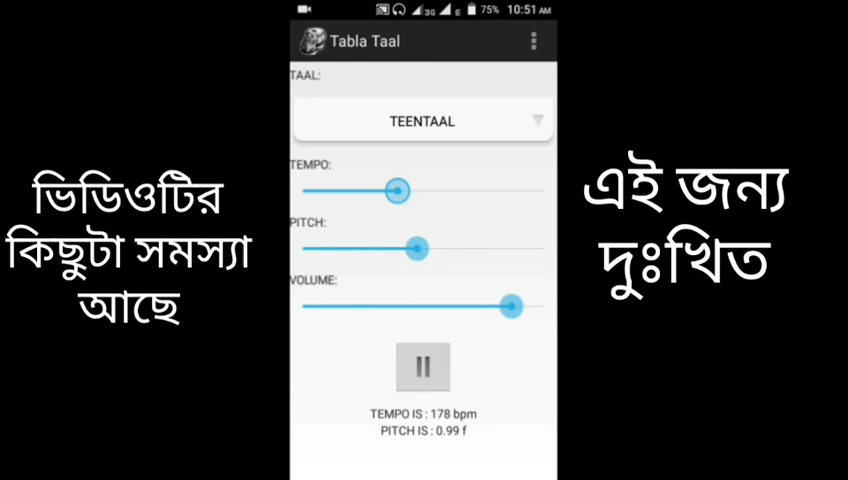 3G E 75% 10:51 AM
Tabla Taal
TAAL:
TEENTAAL
TEMPO:
PITCH:
VOLUME:
TEMPO IS : 178 bpm
PITCH IS : 0.99 f
ভিডিওটির
কিছুটা সমস্যা
আছে
এই জন্য
দুঃখিত